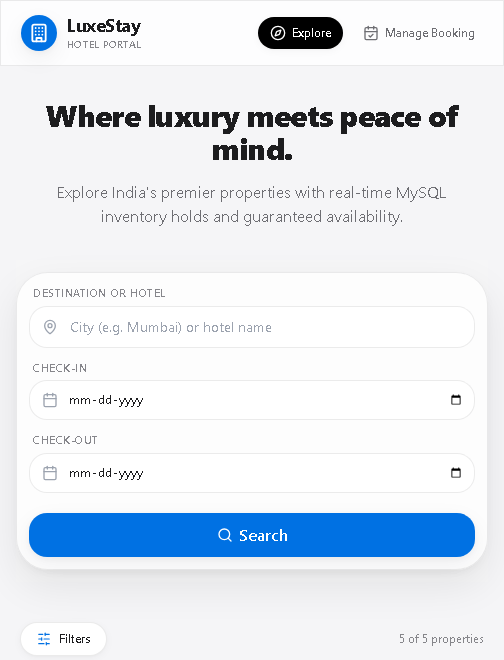 LuxeStay
HOTEL PORTAL
Explore
Manage Booking
Where luxury meets peace of
mind.
Explore India's premier properties with real-time MySQL
inventory holds and guaranteed availability.
DESTINATION OR HOTEL
City (e.g. Mumbai) or hotel name
CHECK-IN
mm-dd-yyyy
CHECK-OUT
mm-dd-yyyy
Search
Filters
5 of 5 properties